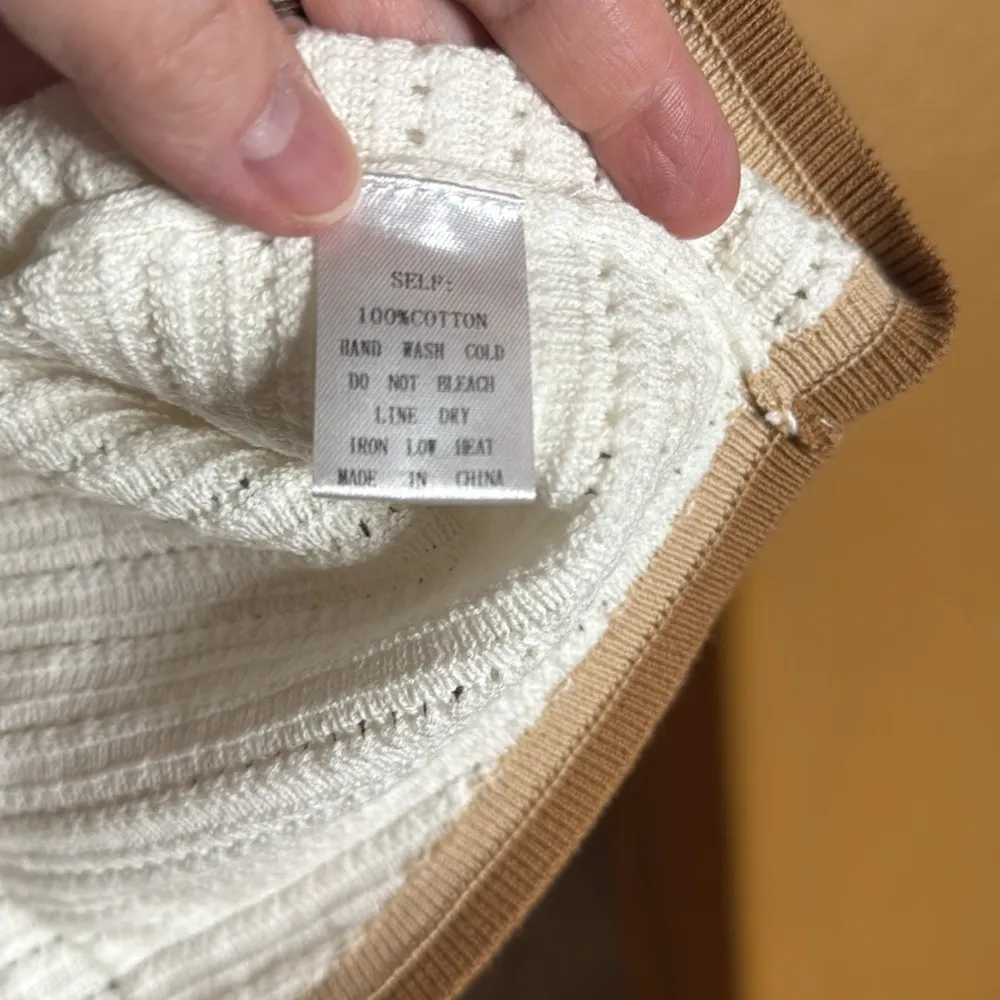 SELF:
100%COTTON
HAND WASH COLD
DO NOT BLEACH
LINE DRY
IRON LOW HEAT
MADE IN CHINA